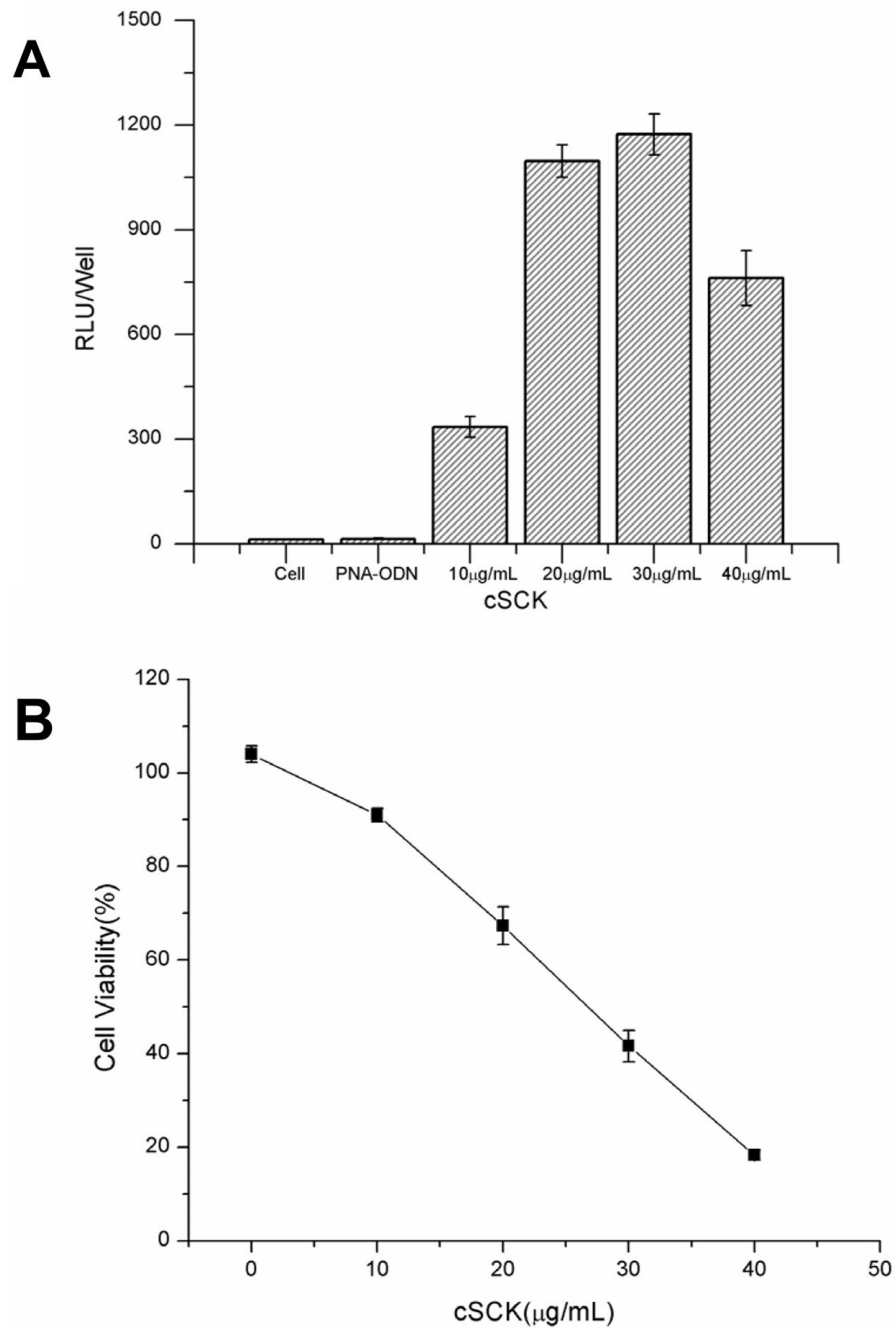 A
1500
1200
900
600
300
0
RLU/Well
Cell PNA-ODN 10μg/mL 20μg/mL 30μg/mL 40μg/mL
cSCK
B
120
100
80
60
40
20
0
Cell Viability(%)
0 10 20 30 40 50
cSCK(μg/mL)